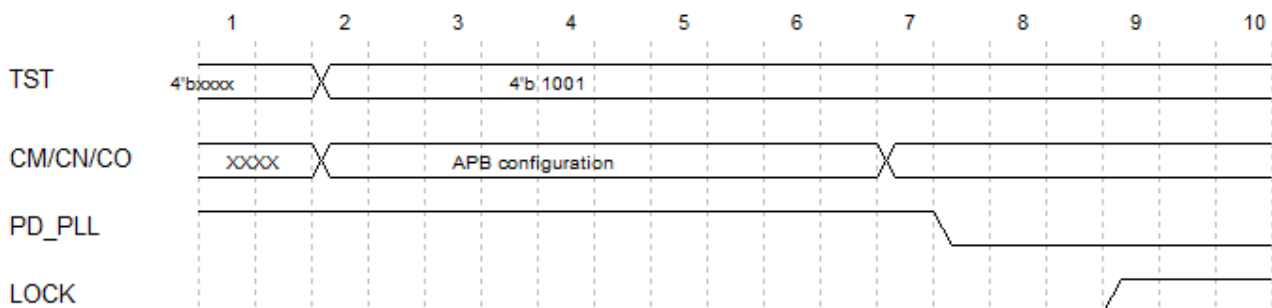 1 2 3 4 5 6 7 8 9 10
TST 4'bxxxx 4'b1001
CM/CN/CO XXXX APB configuration
PD_PLL
LOCK